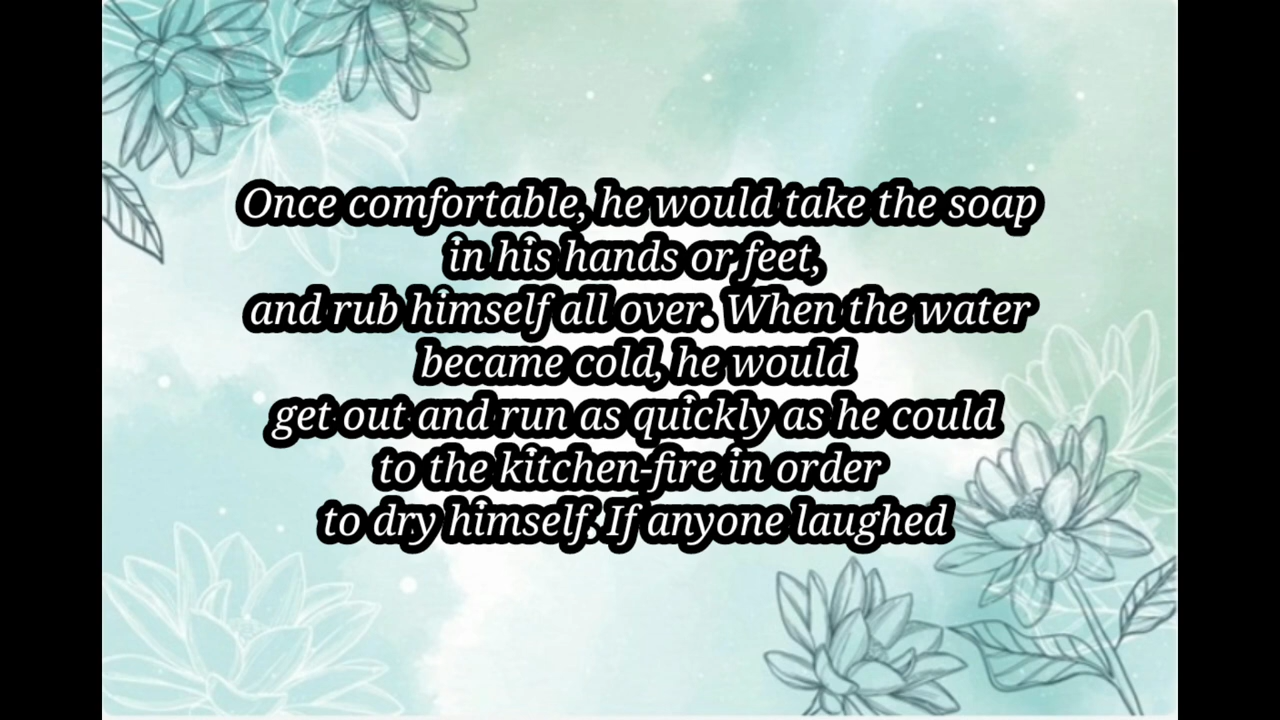 Once comfortable, he would take the soap
in his hands or feet,
and rub himself all over. When the water
became cold, he would
get out and run as quickly as he could
to the kitchen-fire in order
to dry himself. If anyone laughed